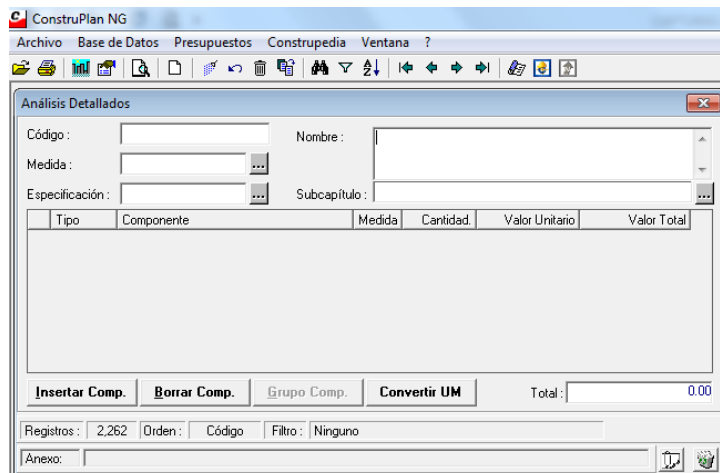 ConstruPlan NG
Archivo Base de Datos Presupuestos Construpedia Ventana ?
Análisis Detallados
Código : Nombre :
Medida : ...
Especificación : ... Subcapítulo : ...
Tipo Componente Medida Cantidad. Valor Unitario Valor Total
Insertar Comp. Borrar Comp. Grupo Comp. Convertir UM Total : 0.00
Registros : 2,262 Orden : Código Filtro : Ninguno
Anexo: